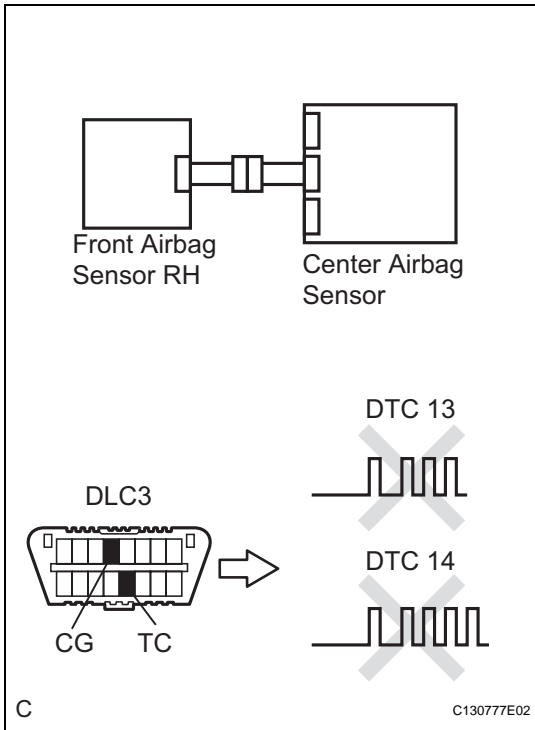 Front Airbag
Sensor RH
Center Airbag
Sensor
DTC 13
DLC3
DTC 14
CG
TC
C
C130777E02